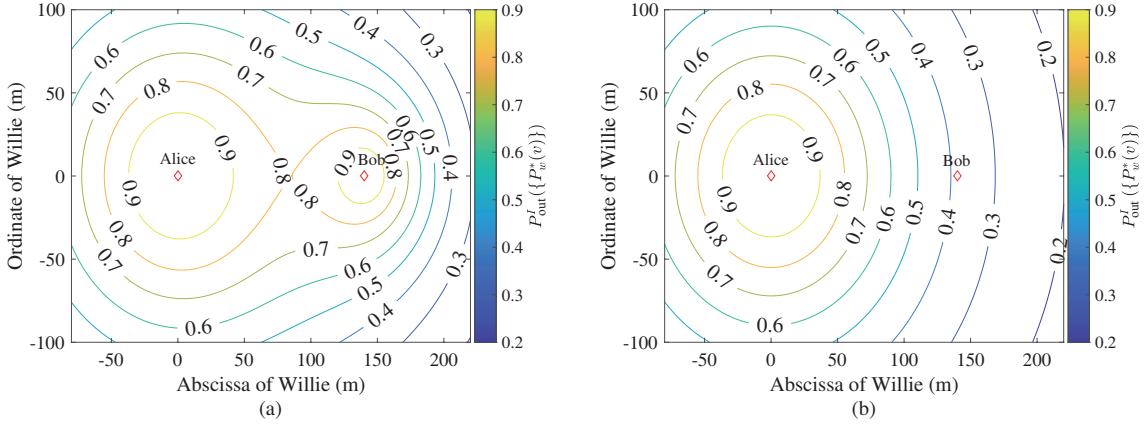 100
50
0
-50
-100
Ordinate of Willie (m)
-50 0 50 100 150 200
Abscissa of Willie (m)
(a)
Alice
Bob
0.6 0.5 0.4 0.3
0.7 0.6
0.8 0.7
0.9 0.7 0.6 0.5
0.8 0.9 0.8 0.4
0.9 0.8
0.8 0.7 0.6
0.7 0.5 0.3
0.6 0.4
0.9
0.8
0.7
0.6
0.5
0.4
0.3
0.2
P^I_out({P^*_w(v)})
100
50
0
-50
-100
Ordinate of Willie (m)
-50 0 50 100 150 200
Abscissa of Willie (m)
(b)
Alice
Bob
0.6 0.5 0.4 0.3 0.2
0.7
0.8 0.7 0.6
0.9 0.5
0.9 0.8 0.4
0.8 0.7 0.3
0.7 0.6 0.5 0.4 0.2
0.6 0.3
0.9
0.8
0.7
0.6
0.5
0.4
0.3
0.2
P^I_out({P^*_w(v)})